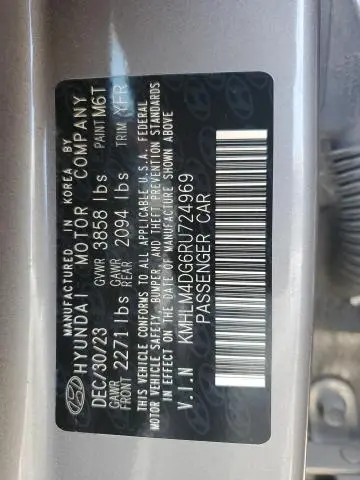 MANUFACTURED IN KOREA BY
HYUNDAI MOTOR COMPANY
DEC/30/23 GVWR 3858 lbs PAINT M6T
GAWR FRONT 2271 lbs GAWR REAR 2094 lbs TRIM YFR
THIS VEHICLE CONFORMS TO ALL APPLICABLE U.S.A. FEDERAL
MOTOR VEHICLE SAFETY, BUMPER, AND THEFT PREVENTION STANDARDS
IN EFFECT ON THE DATE OF MANUFACTURE SHOWN ABOVE
V.I.N KMHLM4DG6RU724969
PASSENGER CAR